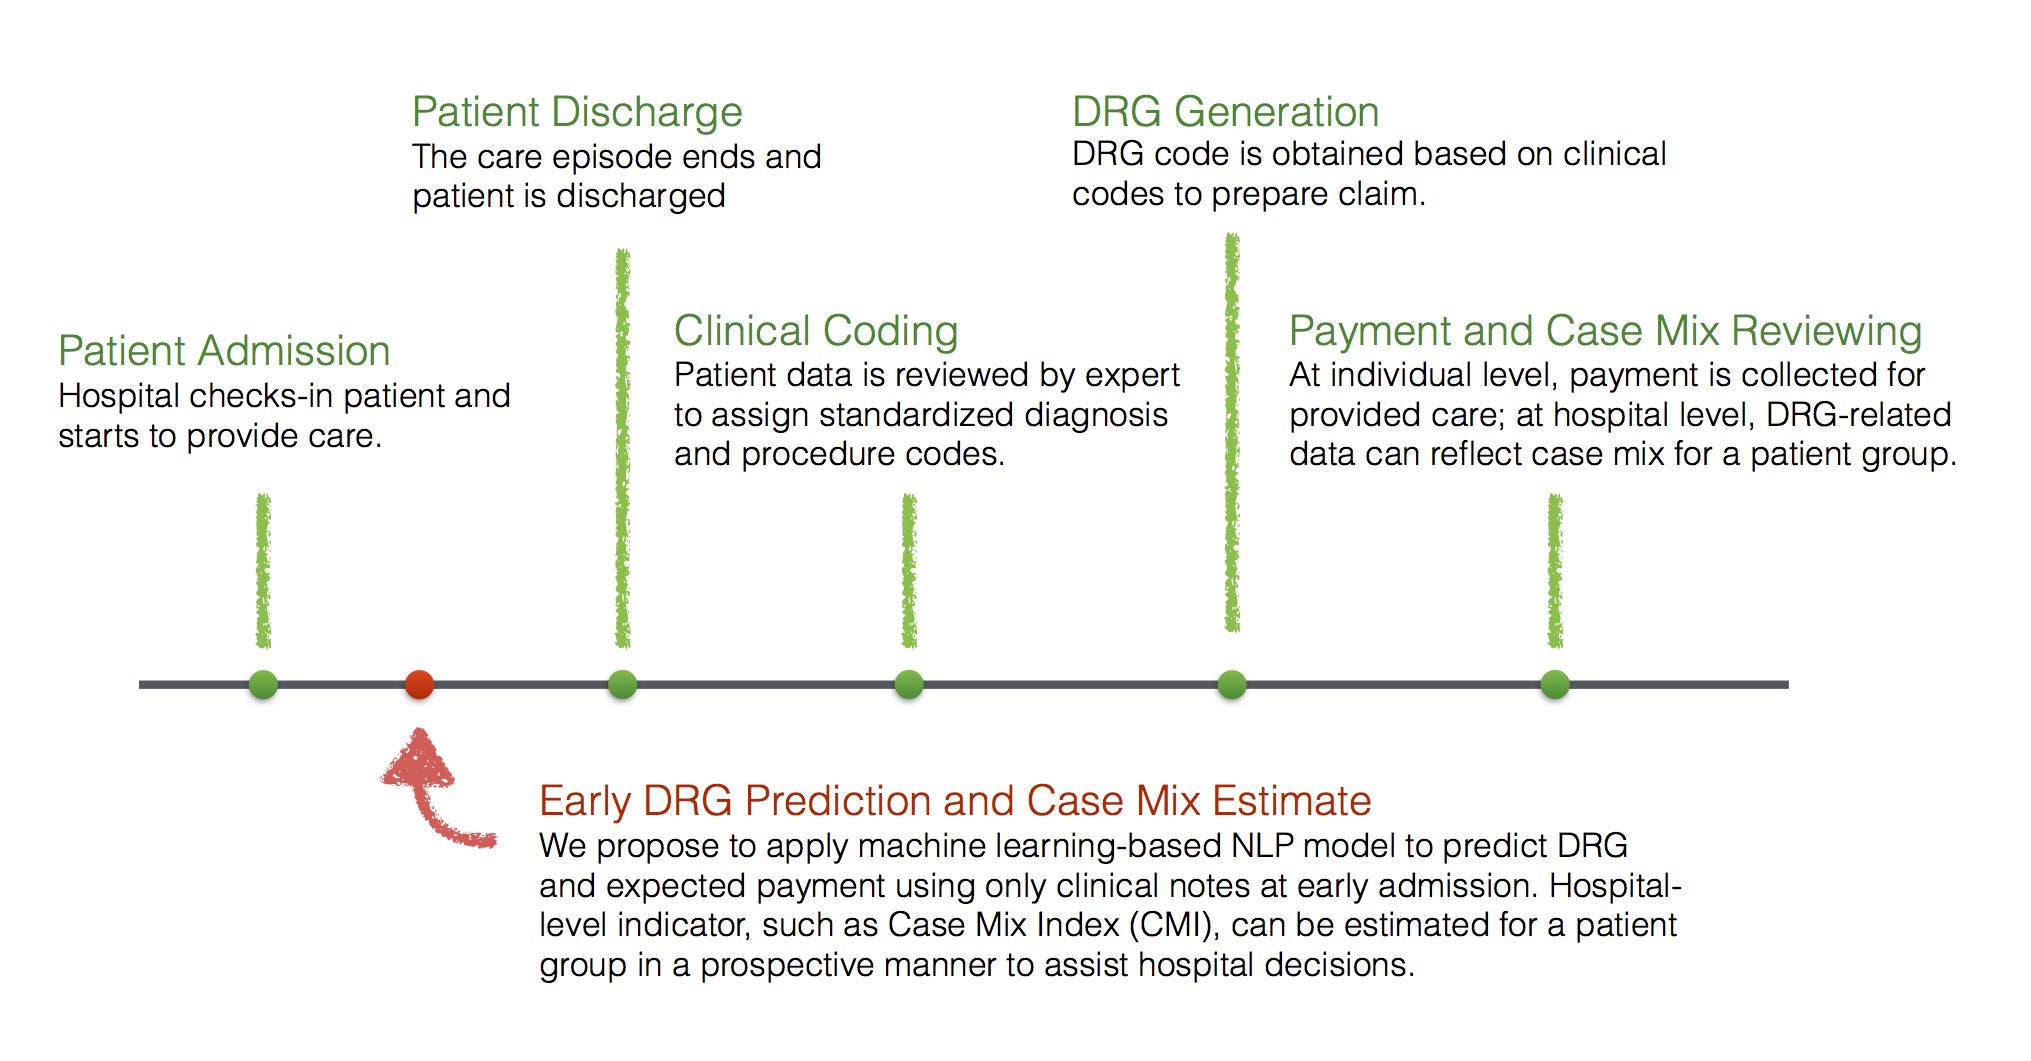 Patient Discharge
The care episode ends and
patient is discharged
DRG Generation
DRG code is obtained based on clinical
codes to prepare claim.
Patient Admission
Hospital checks-in patient and
starts to provide care.
Clinical Coding
Patient data is reviewed by expert
to assign standardized diagnosis
and procedure codes.
Payment and Case Mix Reviewing
At individual level, payment is collected for
provided care; at hospital level, DRG-related
data can reflect case mix for a patient group.
Early DRG Prediction and Case Mix Estimate
We propose to apply machine learning-based NLP model to predict DRG
and expected payment using only clinical notes at early admission. Hospital-
level indicator, such as Case Mix Index (CMI), can be estimated for a patient
group in a prospective manner to assist hospital decisions.